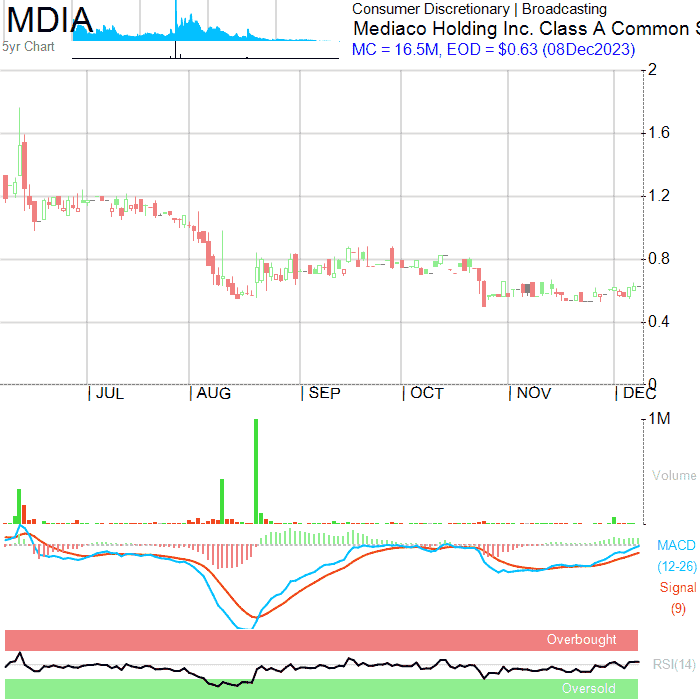 MDIA
5yr Chart
Consumer Discretionary | Broadcasting
Mediaco Holding Inc. Class A Common S
MC = 16.5M, EOD = $0.63 (08Dec2023)
2
1.6
1.2
0.8
0.4
0
| JUL | AUG | SEP | OCT | NOV | DEC
1M
Volume
MACD
(12-26)
Signal
(9)
Overbought
RSI(14)
Oversold